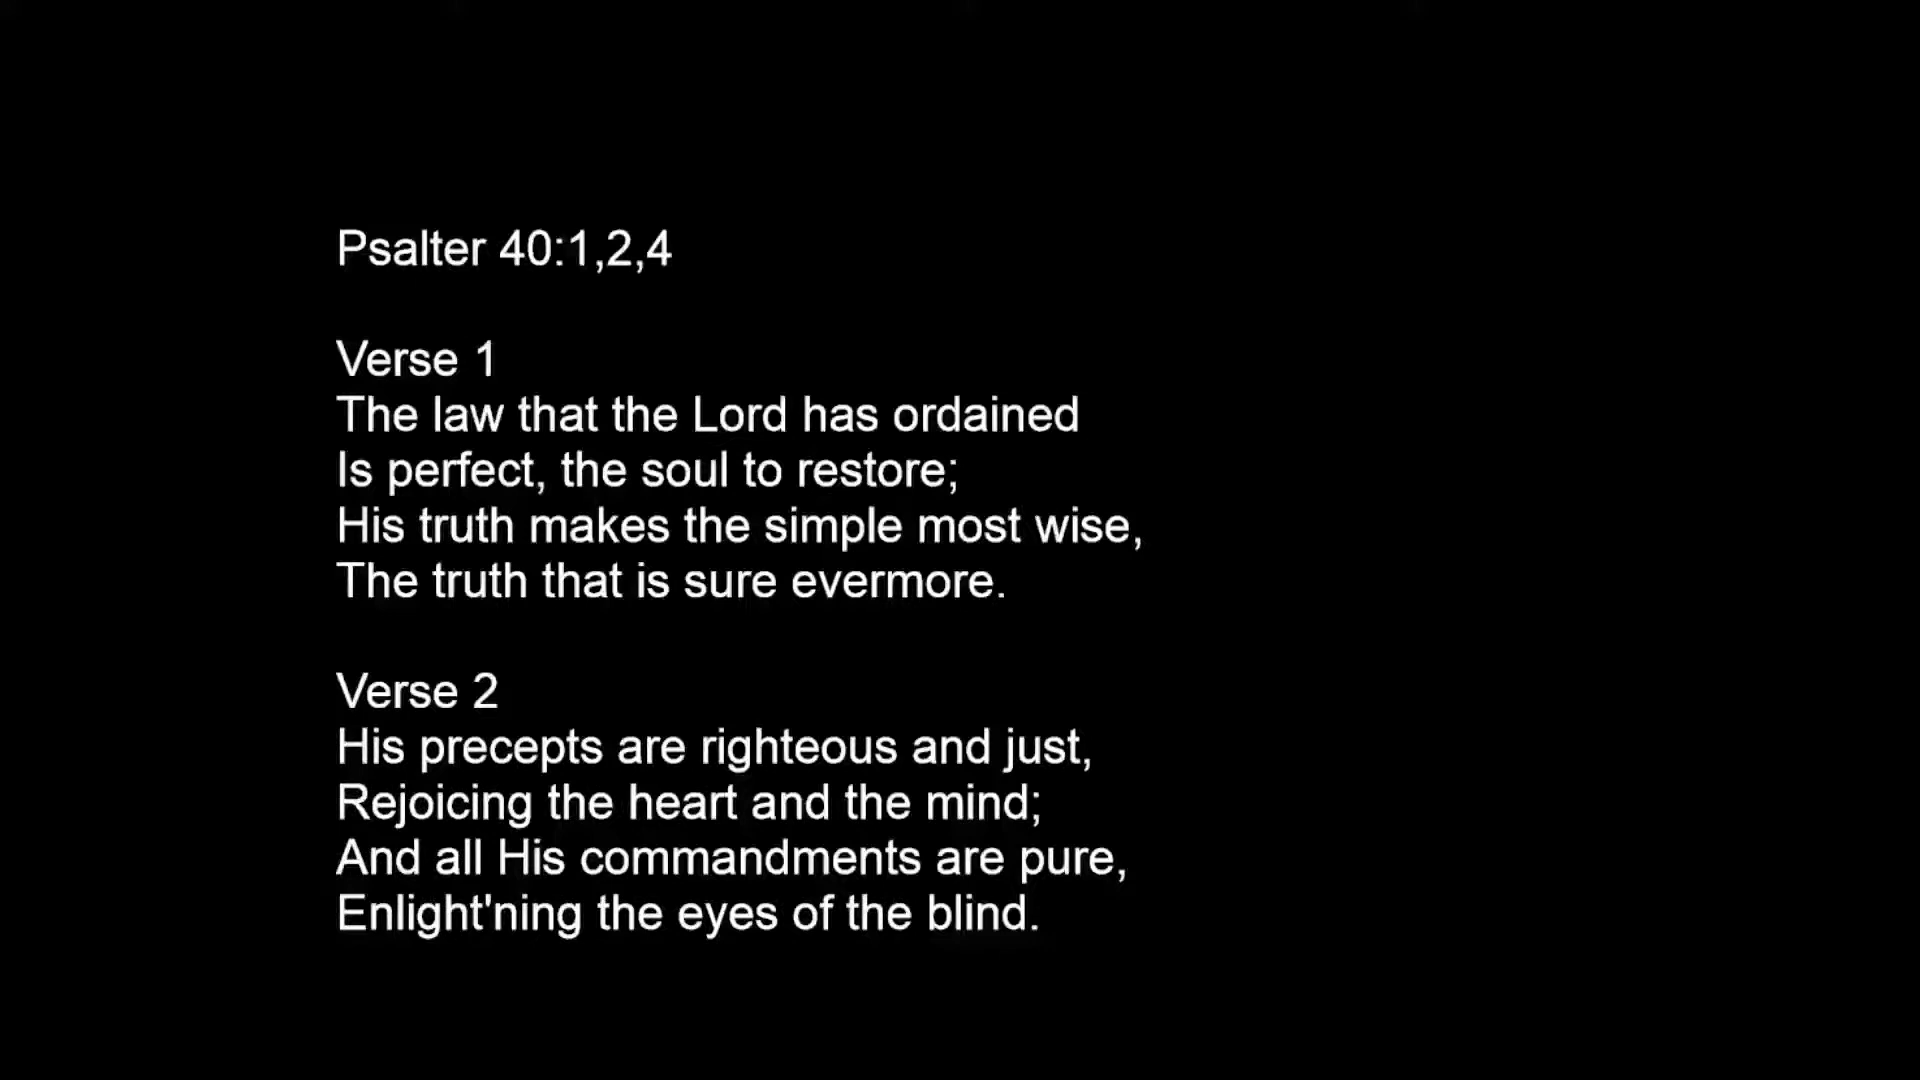 Psalter 40:1,2,4
Verse 1
The law that the Lord has ordained
Is perfect, the soul to restore;
His truth makes the simple most wise,
The truth that is sure evermore.
Verse 2
His precepts are righteous and just,
Rejoicing the heart and the mind;
And all His commandments are pure,
Enlight'ning the eyes of the blind.